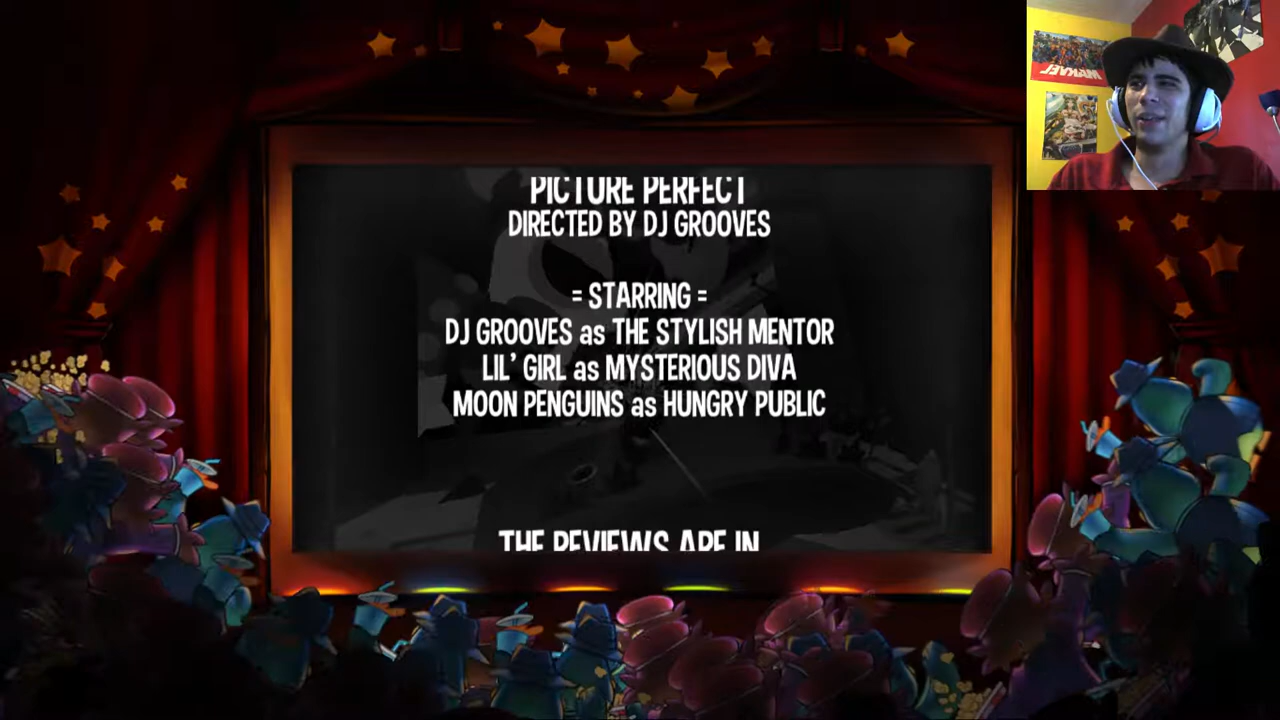 PICTURE PERFECT
DIRECTED BY DJ GROOVES
= STARRING =
DJ GROOVES as THE STYLISH MENTOR
LIL' GIRL as MYSTERIOUS DIVA
MOON PENGUINS as HUNGRY PUBLIC
THE REVIEWS ARE IN
MARVEL